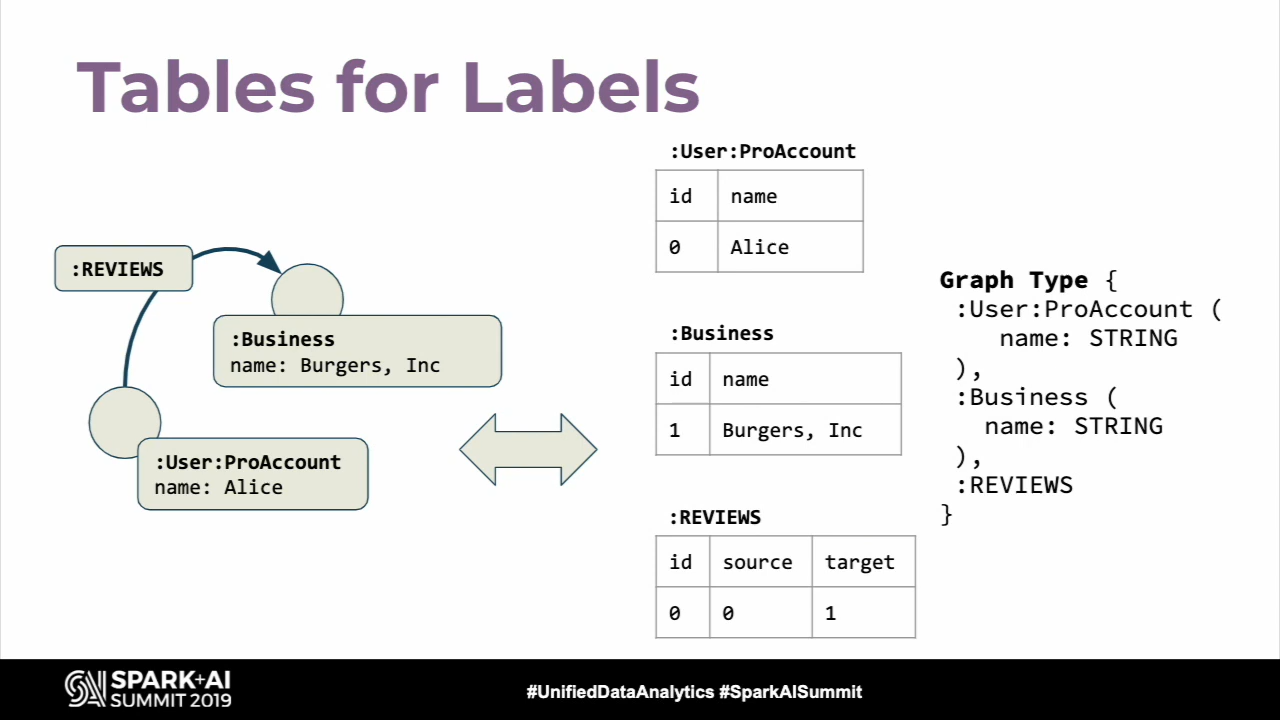 Tables for Labels
:REVIEWS
:Business
name: Burgers, Inc
:User:ProAccount
name: Alice
:User:ProAccount
id name
0 Alice
:Business
id name
1 Burgers, Inc
:REVIEWS
id source target
0 0 1
Graph Type {
:User:ProAccount (
name: STRING
),
:Business (
name: STRING
),
:REVIEWS
}
SPARK+AI
SUMMIT 2019
#UnifiedDataAnalytics #SparkAISummit